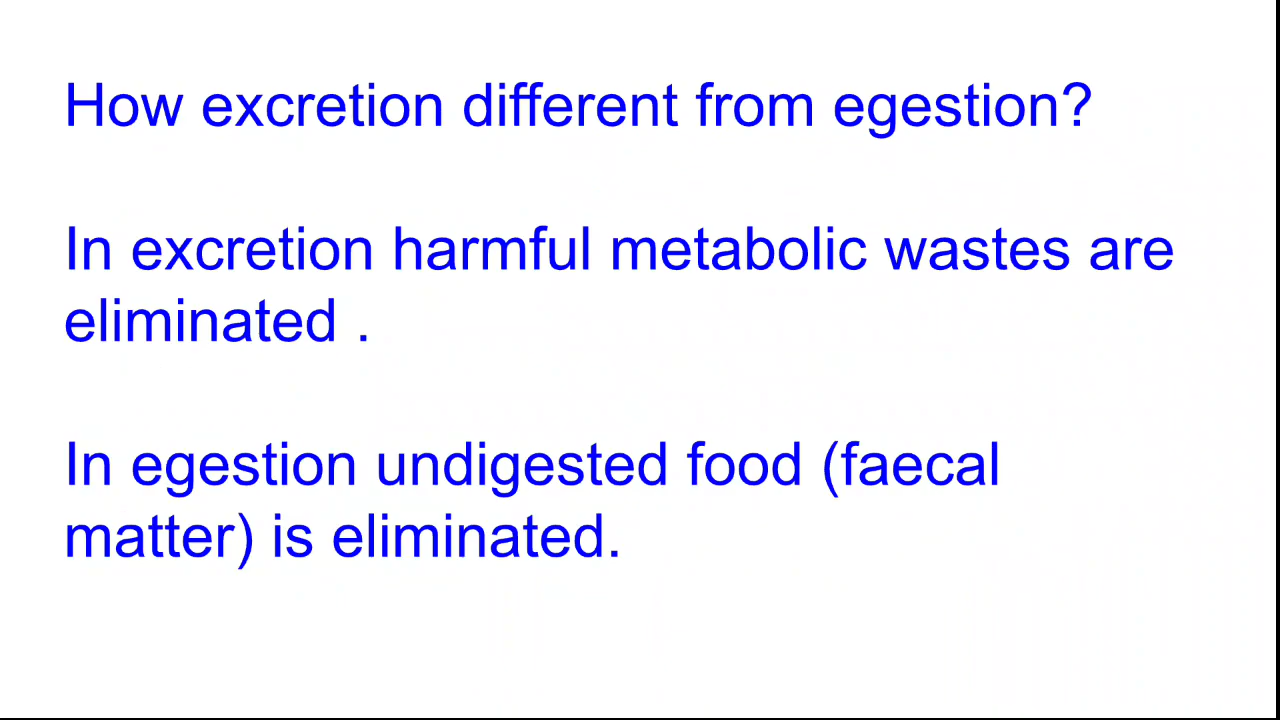 How excretion different from egestion?
In excretion harmful metabolic wastes are
eliminated .
In egestion undigested food (faecal
matter) is eliminated.